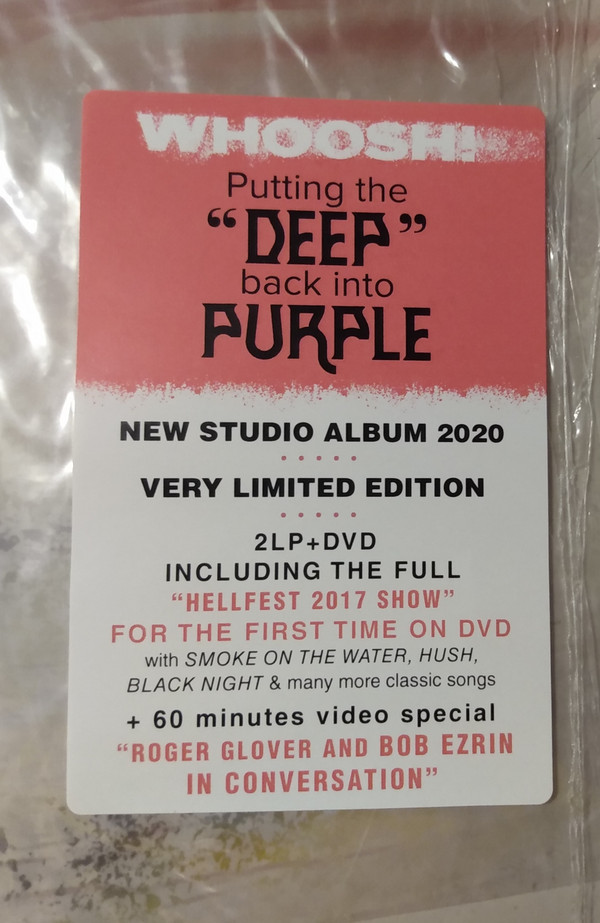 WHOOSH!
Putting the
“DEEP”
back into
PURPLE
NEW STUDIO ALBUM 2020
VERY LIMITED EDITION
2LP+DVD
INCLUDING THE FULL
“HELLFEST 2017 SHOW”
FOR THE FIRST TIME ON DVD
with SMOKE ON THE WATER, HUSH,
BLACK NIGHT & many more classic songs
+ 60 minutes video special
“ROGER GLOVER AND BOB EZRIN
IN CONVERSATION”